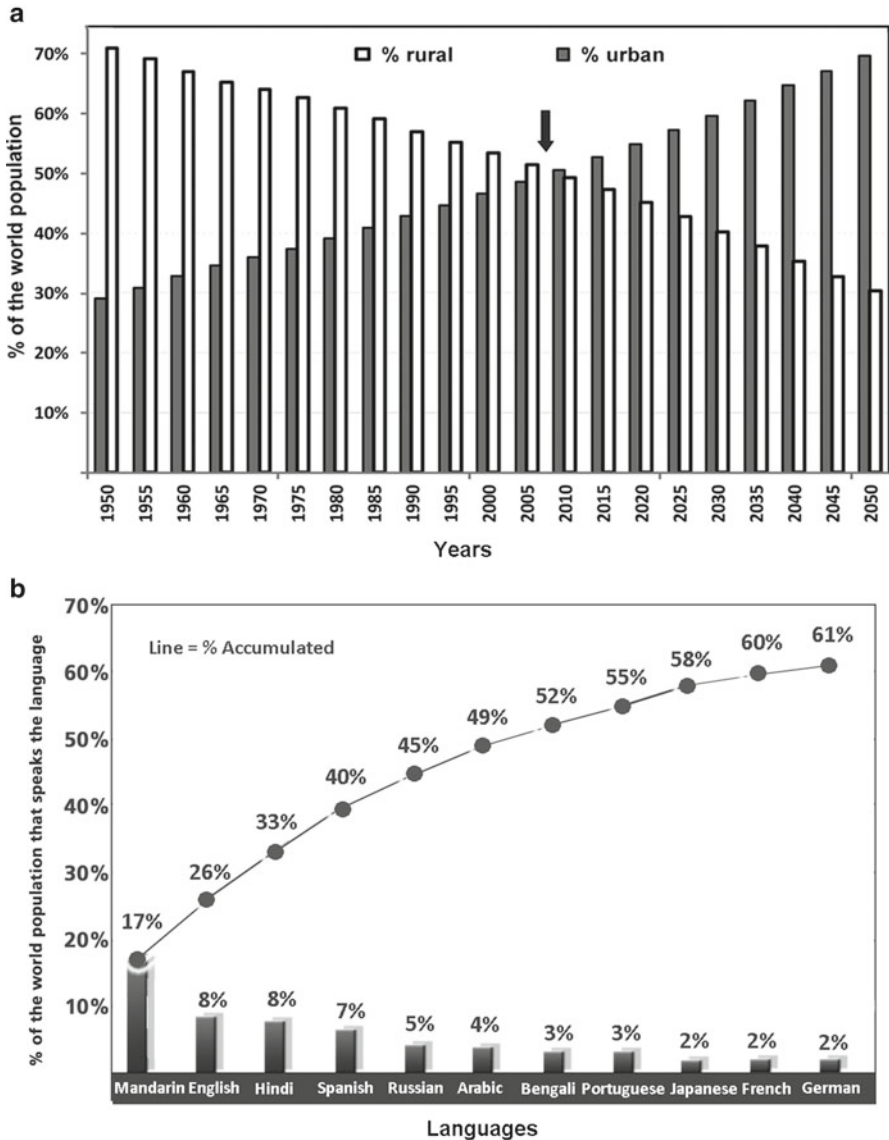 a
% rural % urban
70%
60%
50%
40%
30%
20%
10%
% of the world population
1950 1955 1960 1965 1970 1975 1980 1985 1990 1995 2000 2005 2010 2015 2020 2025 2030 2035 2040 2045 2050
Years
b
70%
60%
50%
40%
30%
20%
10%
% of the world population that speaks the language
Line = % Accumulated
17% 26% 33% 40% 45% 49% 52% 55% 58% 60% 61%
8% 8% 7% 5% 4% 3% 3% 2% 2% 2%
Mandarin English Hindi Spanish Russian Arabic Bengali Portuguese Japanese French German
Languages